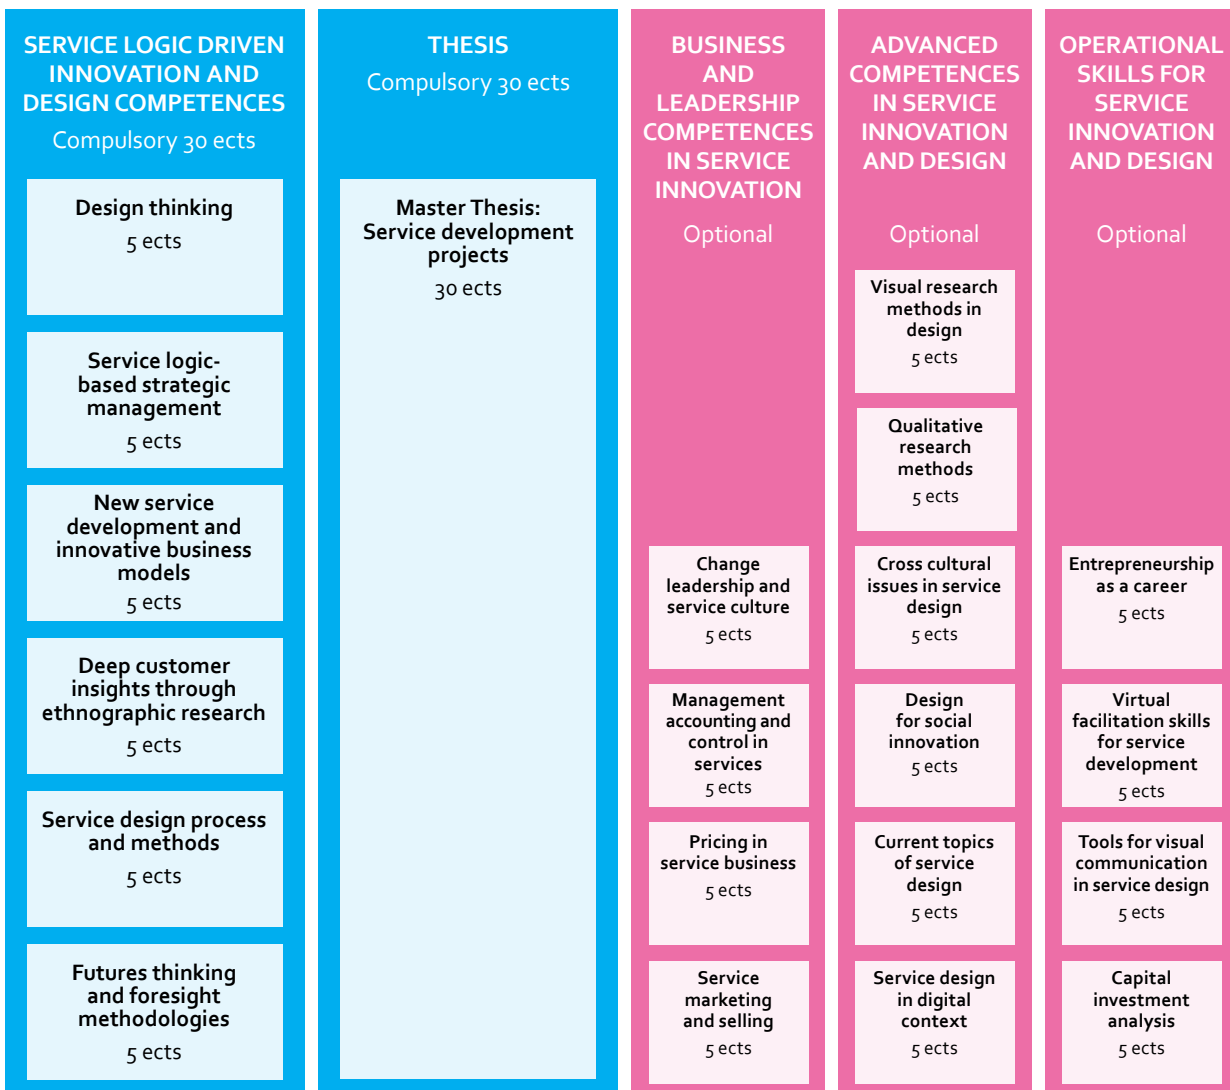 SERVICE LOGIC DRIVEN
INNOVATION AND
DESIGN COMPETENCES
Compulsory 30 ects
Design thinking
5 ects
Service logic-
based strategic
management
5 ects
New service
development and
innovative business
models
5 ects
Deep customer
insights through
ethnographic research
5 ects
Service design process
and methods
5 ects
Futures thinking
and foresight
methodologies
5 ects
THESIS
Compulsory 30 ects
Master Thesis:
Service development
projects
30 ects
BUSINESS
AND
LEADERSHIP
COMPETENCES
IN SERVICE
INNOVATION
Optional
Change
leadership and
service culture
5 ects
Management
accounting and
control in
services
5 ects
Pricing in
service business
5 ects
Service
marketing
and selling
5 ects
ADVANCED
COMPETENCES
IN SERVICE
INNOVATION
AND DESIGN
Optional
Visual research
methods in
design
5 ects
Qualitative
research
methods
5 ects
Cross cultural
issues in service
design
5 ects
Design
for social
innovation
5 ects
Current topics
of service
design
5 ects
Service design
in digital
context
5 ects
OPERATIONAL
SKILLS FOR
SERVICE
INNOVATION
AND DESIGN
Optional
Entrepreneurship
as a career
5 ects
Virtual
facilitation skills
for service
development
5 ects
Tools for visual
communication
in service design
5 ects
Capital
investment
analysis
5 ects